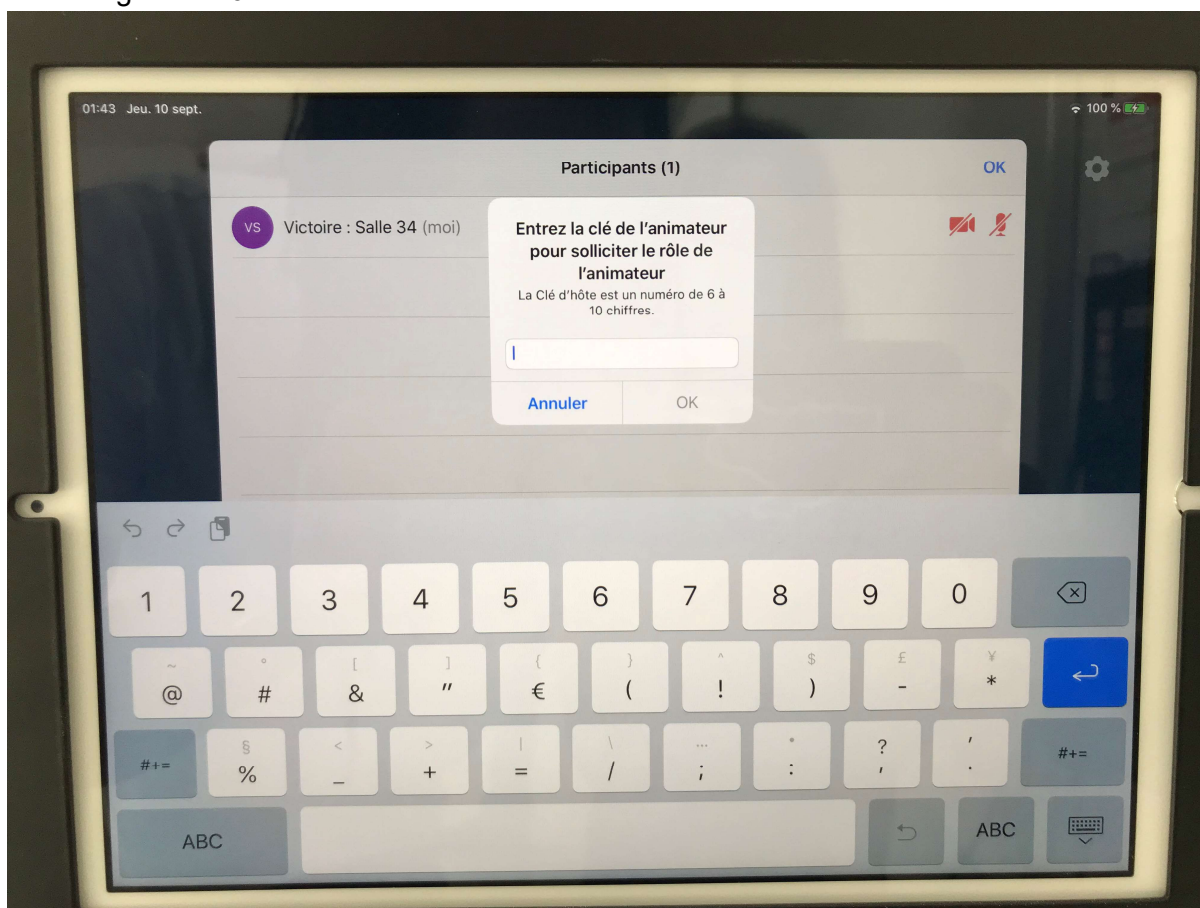 01:43 Jeu. 10 sept.
100 %
Participants (1)
OK
VS
Victoire : Salle 34 (moi)
Entrez la clé de l'animateur
pour solliciter le rôle de
l'animateur
La Clé d'hôte est un numéro de 6 à
10 chiffres.
Annuler
OK
1 2 3 4 5 6 7 8 9 0
~ ° [ ] { } ^ $ £ ¥
@ # & " € ( ! ) - *
§ < > | \ … • ? '
#+= % _ + = / ; : , . #+=
ABC
ABC